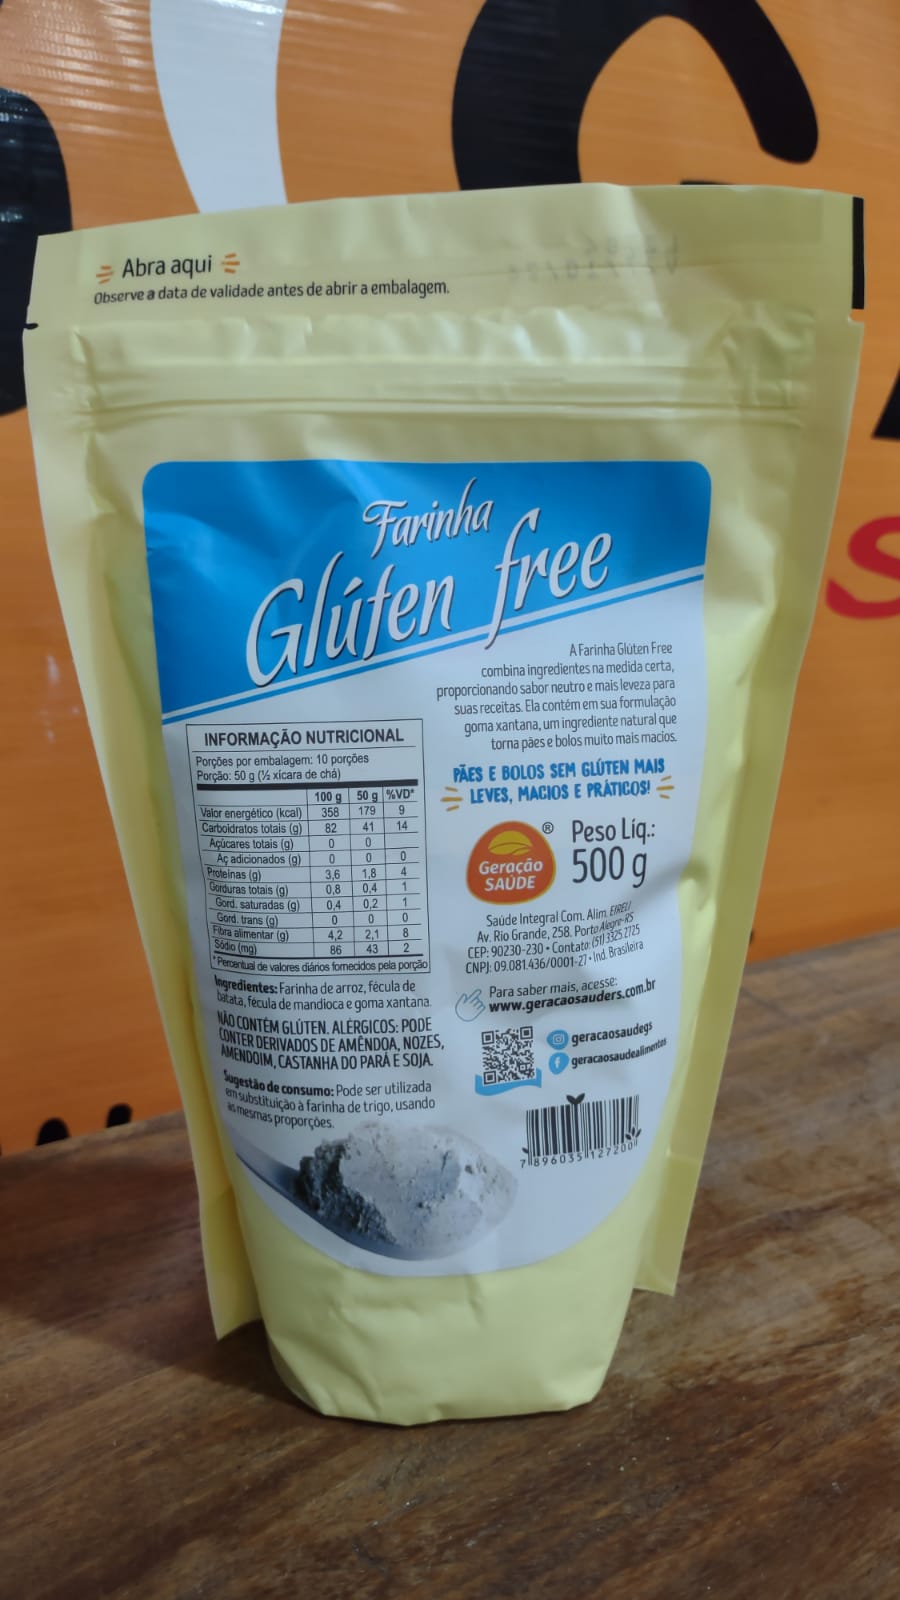 Abra aqui
Observe a data de validade antes de abrir a embalagem.
Farinha
Glúten free
A Farinha Glúten Free
combina ingredientes na medida certa,
proporcionando sabor neutro e mais leveza para
suas receitas. Ela contém em sua formulação
goma xantana, um ingrediente natural que
torna pães e bolos muito mais macios.
PÃES E BOLOS SEM GLÚTEN MAIS
LEVES, MACIOS E PRÁTICOS!
INFORMAÇÃO NUTRICIONAL
Porções por embalagem: 10 porções
Porção: 50 g (½ xícara de chá)
100 g 50 g %VD*
Valor energético (kcal) 358 179 9
Carboidratos totais (g) 82 41 14
Açúcares totais (g) 0 0
Aç adicionados (g) 0 0 0
Proteínas (g) 3,6 1,8 4
Gorduras totais (g) 0,8 0,4 1
Gord. saturadas (g) 0,4 0,2 1
Gord. trans (g) 0 0 0
Fibra alimentar (g) 4,2 2,1 8
Sódio (mg) 86 43 2
*Percentual de valores diários fornecidos pela porção
Ingredientes: Farinha de arroz, fécula de
batata, fécula de mandioca e goma xantana.
NÃO CONTÉM GLÚTEN. ALÉRGICOS: PODE
CONTER DERIVADOS DE AMÊNDOA, NOZES,
AMENDOIM, CASTANHA DO PARÁ E SOJA.
Sugestão de consumo: Pode ser utilizada
em substituição à farinha de trigo, usando
as mesmas proporções.
Geração
SAÚDE
®
Peso Líq.:
500 g
Saúde Integral Com. Alim. EIRELI
Av. Rio Grande, 258. Porto Alegre-RS
CEP: 90230-230 • Contato: (51) 3325.2725
CNPJ: 09.081.436/0001-27 • Ind. Brasileira
Para saber mais, acesse:
www.geracaosauders.com.br
geracaosaudegs
geracaosaudealimentos
7 896035 127200